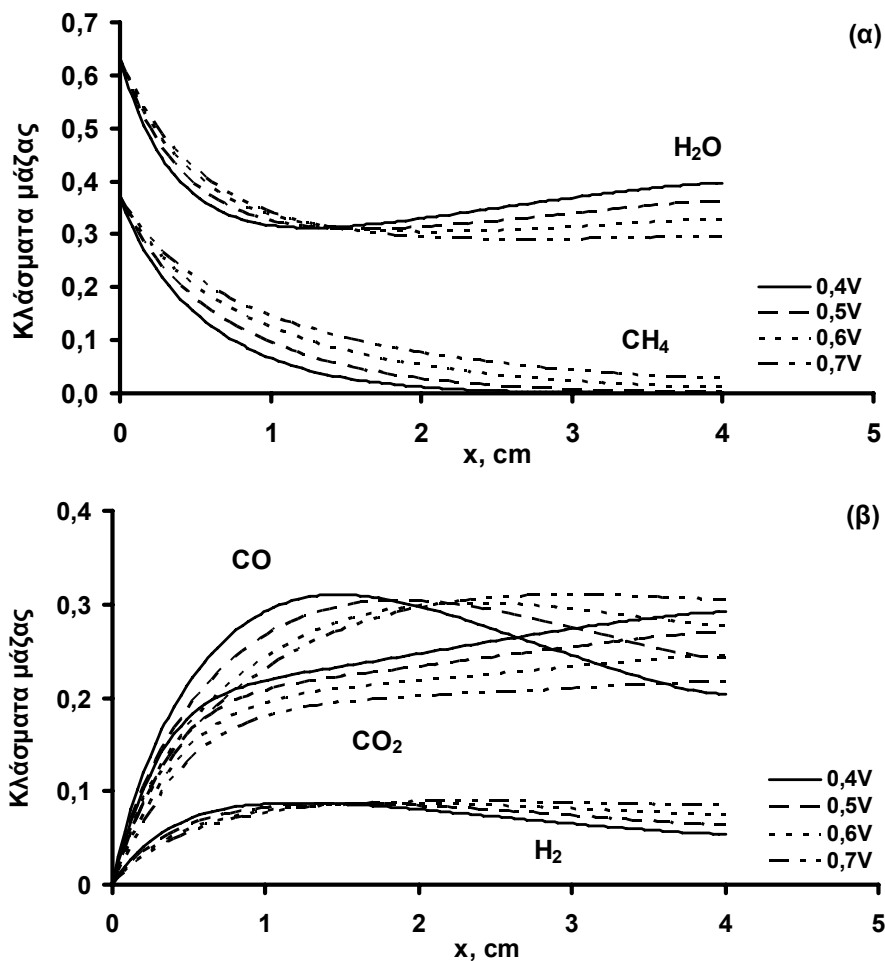 (α)
0,7
0,6
0,5
0,4
0,3
0,2
0,1
0,0
Κλάσματα μάζας
H₂O
CH₄
0,4V
0,5V
0,6V
0,7V
0 1 2 3 4 5
x, cm
(β)
0,4
0,3
0,2
0,1
0
Κλάσματα μάζας
CO
CO₂
H₂
0,4V
0,5V
0,6V
0,7V
0 1 2 3 4 5
x, cm